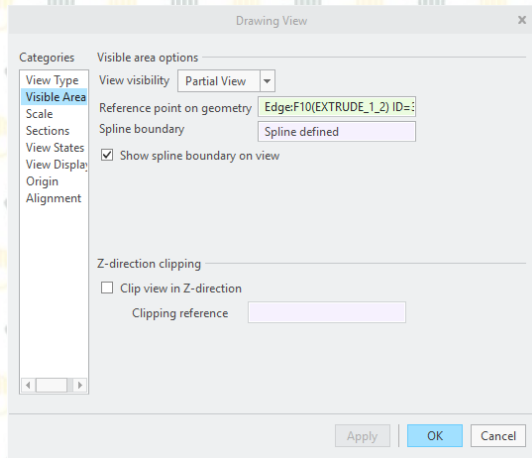 Drawing View
Categories
View Type
Visible Area
Scale
Sections
View States
View Display
Origin
Alignment
Visible area options
View visibility Partial View
Reference point on geometry Edge:F10(EXTRUDE_1_2) ID=
Spline boundary Spline defined
Show spline boundary on view
Z-direction clipping
Clip view in Z-direction
Clipping reference
Apply OK Cancel